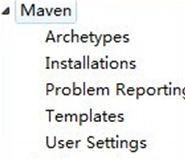 Maven
Archetypes
Installations
Problem Reporting
Templates
User Settings